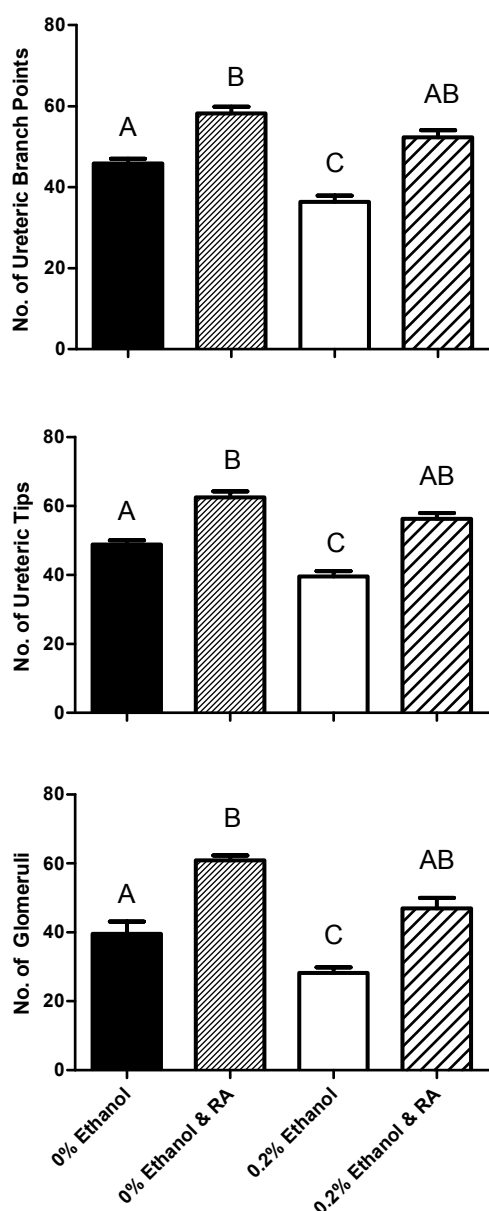 No. of Ureteric Branch Points
80
60
40
20
0
A
B
C
AB
No. of Ureteric Tips
80
60
40
20
0
A
B
C
AB
No. of Glomeruli
80
60
40
20
0
A
B
C
AB
0% Ethanol
0% Ethanol & RA
0.2% Ethanol
0.2% Ethanol & RA